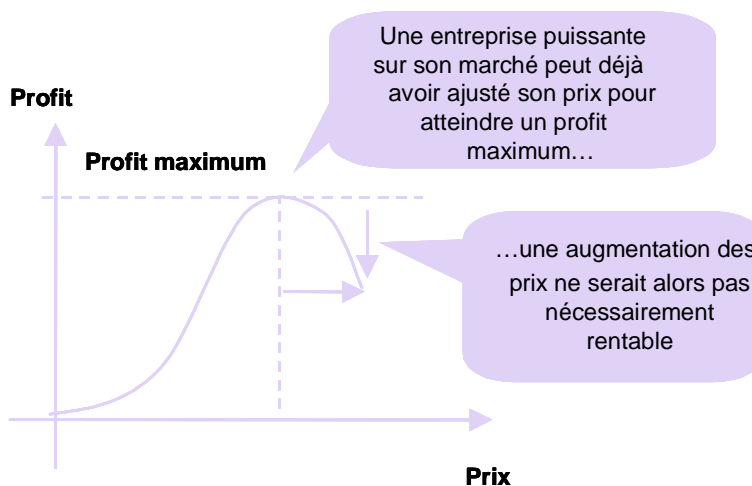 Une entreprise puissante
sur son marché peut déjà
avoir ajusté son prix pour
atteindre un profit
maximum…
Profit
Profit maximum
…une augmentation des
prix ne serait alors pas
nécessairement
rentable
Prix